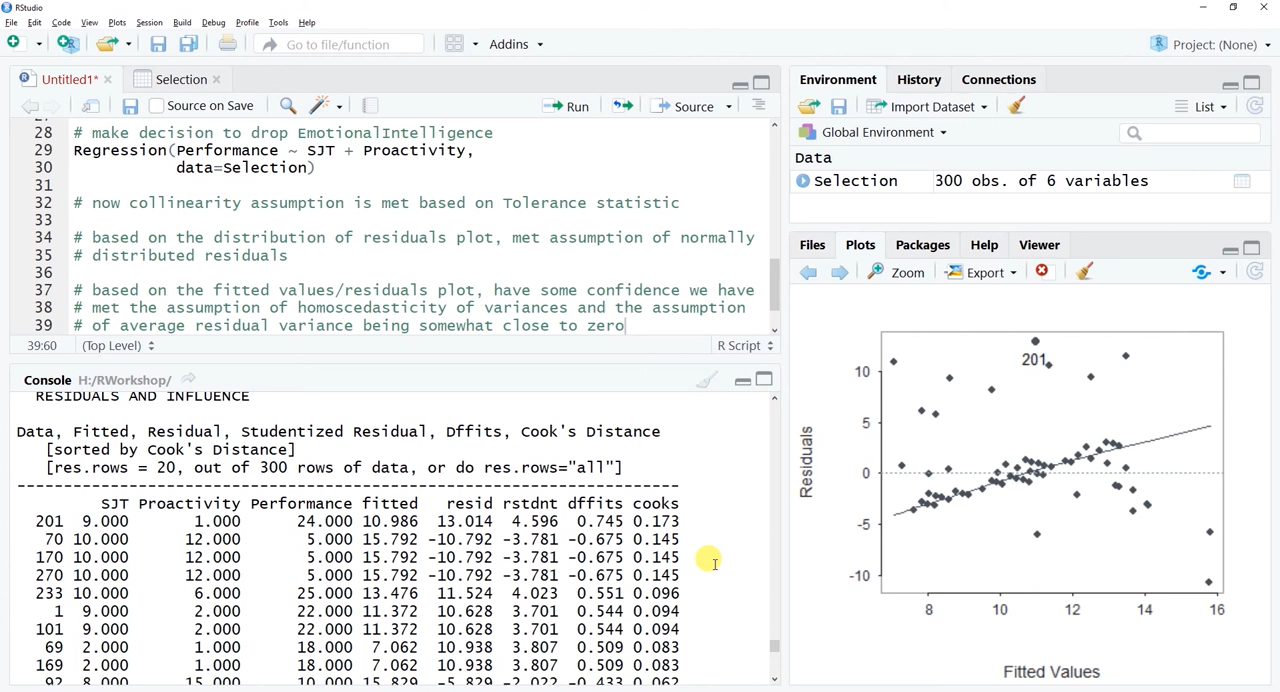 RStudio
File Edit Code View Plots Session Build Debug Profile Tools Help
Go to file/function Addins Project: (None)
Untitled1* Selection
Source on Save Run Source
28 # make decision to drop EmotionalIntelligence
29 Regression(Performance ~ SJT + Proactivity,
30 data=Selection)
31
32 # now collinearity assumption is met based on Tolerance statistic
33
34 # based on the distribution of residuals plot, met assumption of normally
35 # distributed residuals
36
37 # based on the fitted values/residuals plot, have some confidence we have
38 # met the assumption of homoscedasticity of variances and the assumption
39 # of average residual variance being somewhat close to zero
39:60 (Top Level) R Script
Console H:/RWorkshop/
RESIDUALS AND INFLUENCE
Data, Fitted, Residual, Studentized Residual, Dffits, Cook's Distance
[sorted by Cook's Distance]
[res.rows = 20, out of 300 rows of data, or do res.rows="all"]
--------------------------------------------------------------------
SJT Proactivity Performance fitted resid rstdnt dffits cooks
201 9.000 1.000 24.000 10.986 13.014 4.596 0.745 0.173
70 10.000 12.000 5.000 15.792 -10.792 -3.781 -0.675 0.145
170 10.000 12.000 5.000 15.792 -10.792 -3.781 -0.675 0.145
270 10.000 12.000 5.000 15.792 -10.792 -3.781 -0.675 0.145
233 10.000 6.000 25.000 13.476 11.524 4.023 0.551 0.096
1 9.000 2.000 22.000 11.372 10.628 3.701 0.544 0.094
101 9.000 2.000 22.000 11.372 10.628 3.701 0.544 0.094
69 2.000 1.000 18.000 7.062 10.938 3.807 0.509 0.083
169 2.000 1.000 18.000 7.062 10.938 3.807 0.509 0.083
92 8.000 15.000 10.000 15.829 -5.829 -2.022 -0.433 0.062
Environment History Connections
Import Dataset List
Global Environment
Data
Selection 300 obs. of 6 variables
Files Plots Packages Help Viewer
Zoom Export
201
10
5
0
-5
-10
Residuals
8 10 12 14 16
Fitted Values